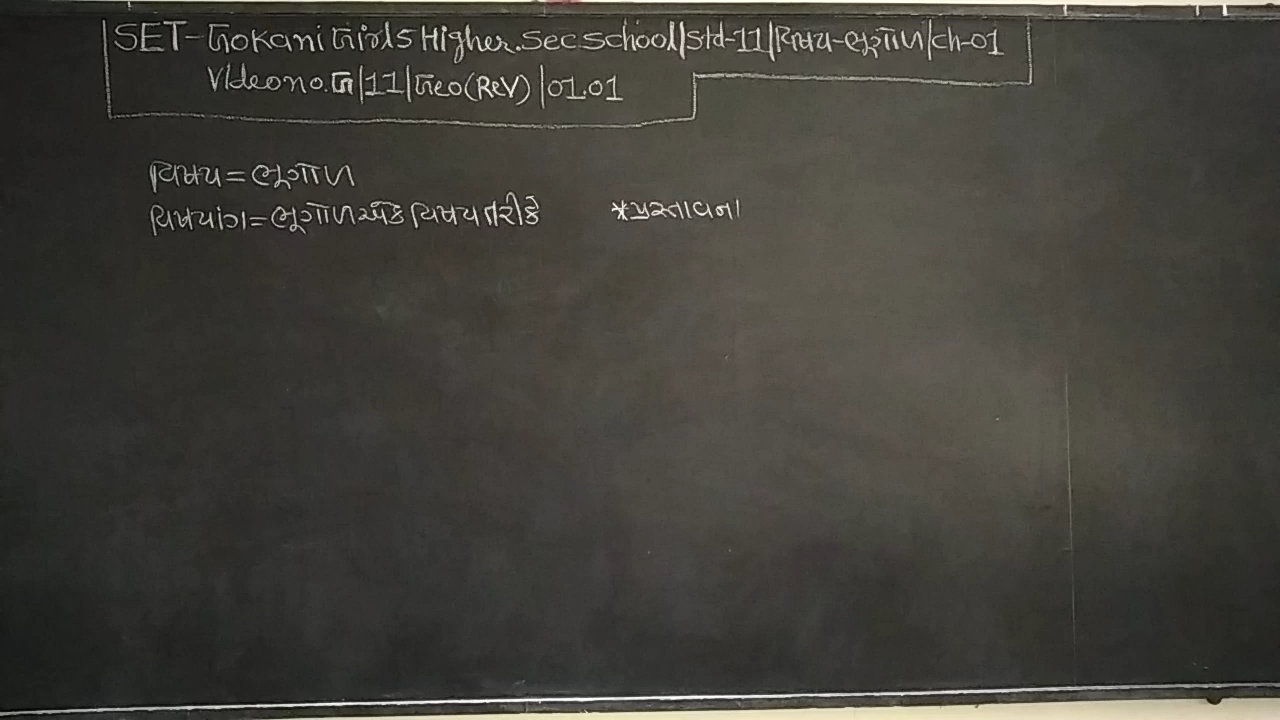 SET-Gokani Girls Higher.Sec School|Std-11|વિષય-ભૂગોળ|ch-01
Video no.G|11|Geo(Rev)|01.01
વિષય=ભૂગોળ
વિષયાંગ=ભૂગોળ એક વિષય તરીકે *પ્રસ્તાવના